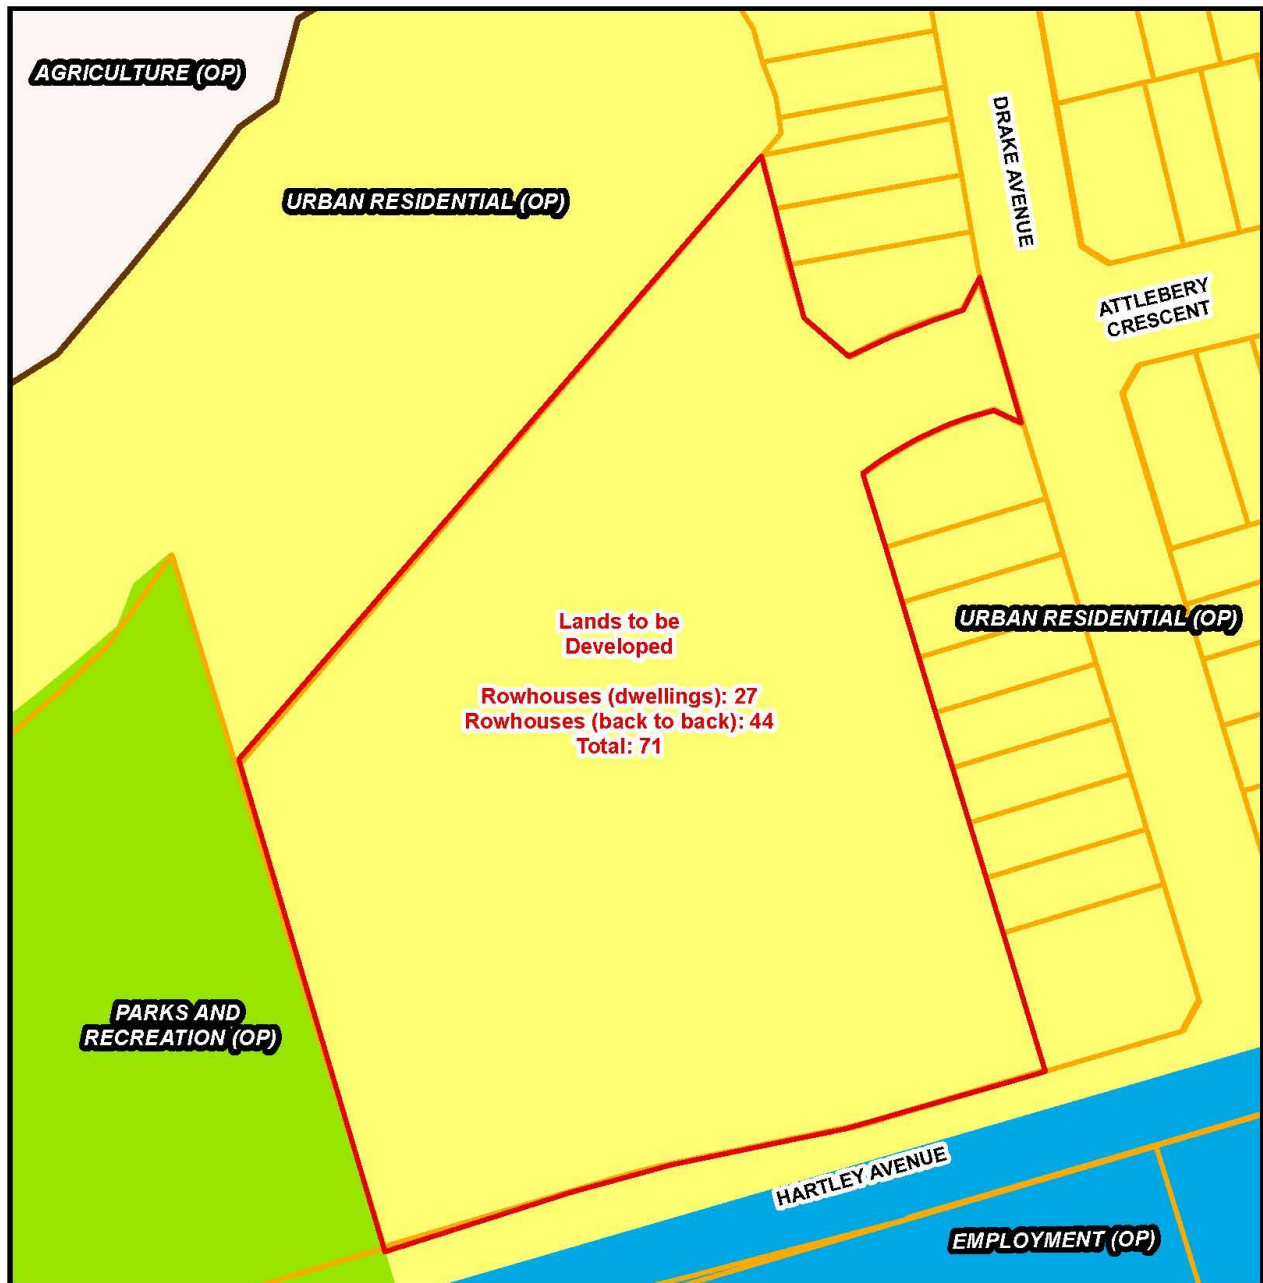 AGRICULTURE (OP)
DRAKE AVENUE
URBAN RESIDENTIAL (OP)
ATTLEBERY
CRESCENT
Lands to be
Developed
URBAN RESIDENTIAL (OP)
Rowhouses (dwellings): 27
Rowhouses (back to back): 44
Total: 71
PARKS AND
RECREATION (OP)
HARTLEY AVENUE
EMPLOYMENT (OP)